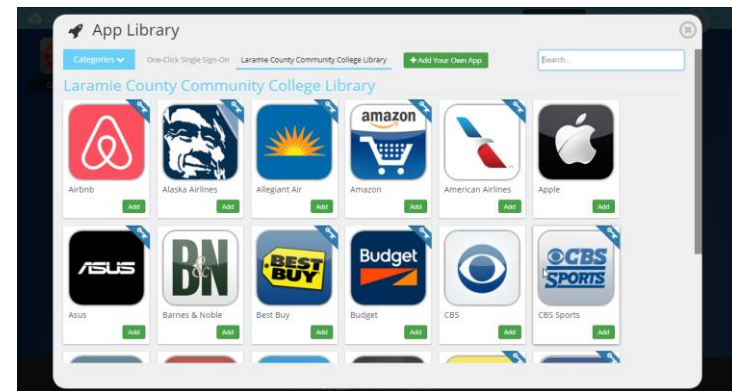 App Library
Categories
One-Click Single Sign-On
Laramie County Community College Library
+Add Your Own App
Search...
Laramie County Community College Library
amazon
Airbnb
Alaska Airlines
Allegiant Air
Amazon
American Airlines
Apple
Add
Add
Add
Add
Add
Add
/ISUS
B&N
BEST BUY
Budget
CBS SPORTS
Asus
Barnes & Noble
Best Buy
Budget
CBS
CBS Sports
Add
Add
Add
Add
Add
Add